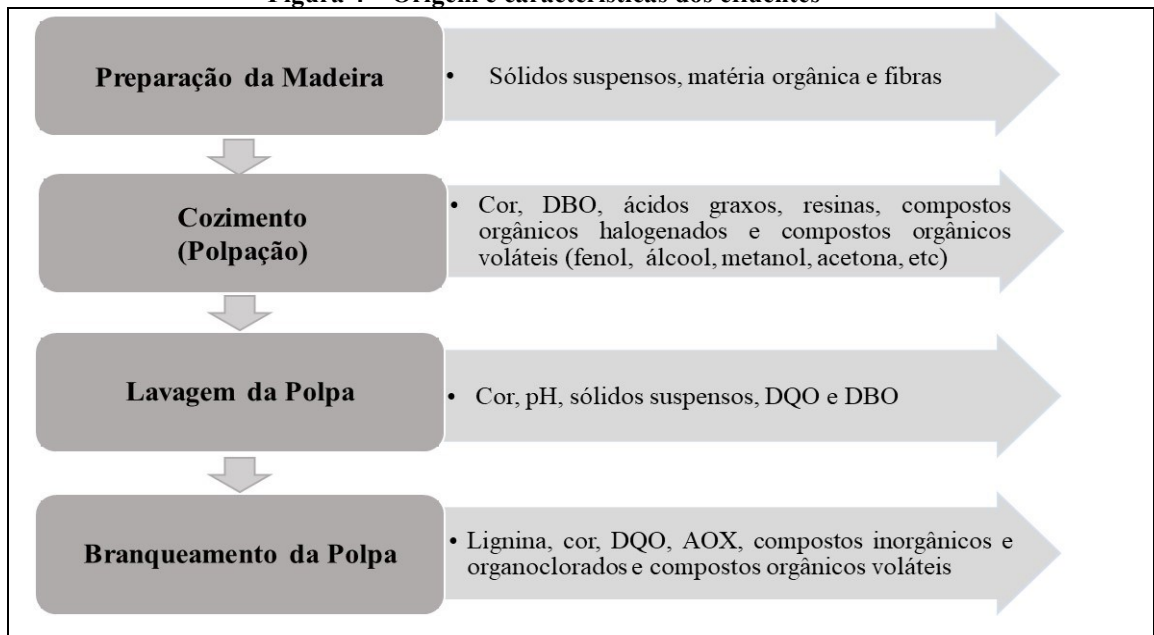 Figura 4 – Origem e características dos efluentes
Preparação da Madeira
• Sólidos suspensos, matéria orgânica e fibras
Cozimento
(Polpação)
• Cor, DBO, ácidos graxos, resinas, compostos
orgânicos halogenados e compostos orgânicos
voláteis (fenol, álcool, metanol, acetona, etc)
Lavagem da Polpa
• Cor, pH, sólidos suspensos, DQO e DBO
Branqueamento da Polpa
• Lignina, cor, DQO, AOX, compostos inorgânicos e
organoclorados e compostos orgânicos voláteis